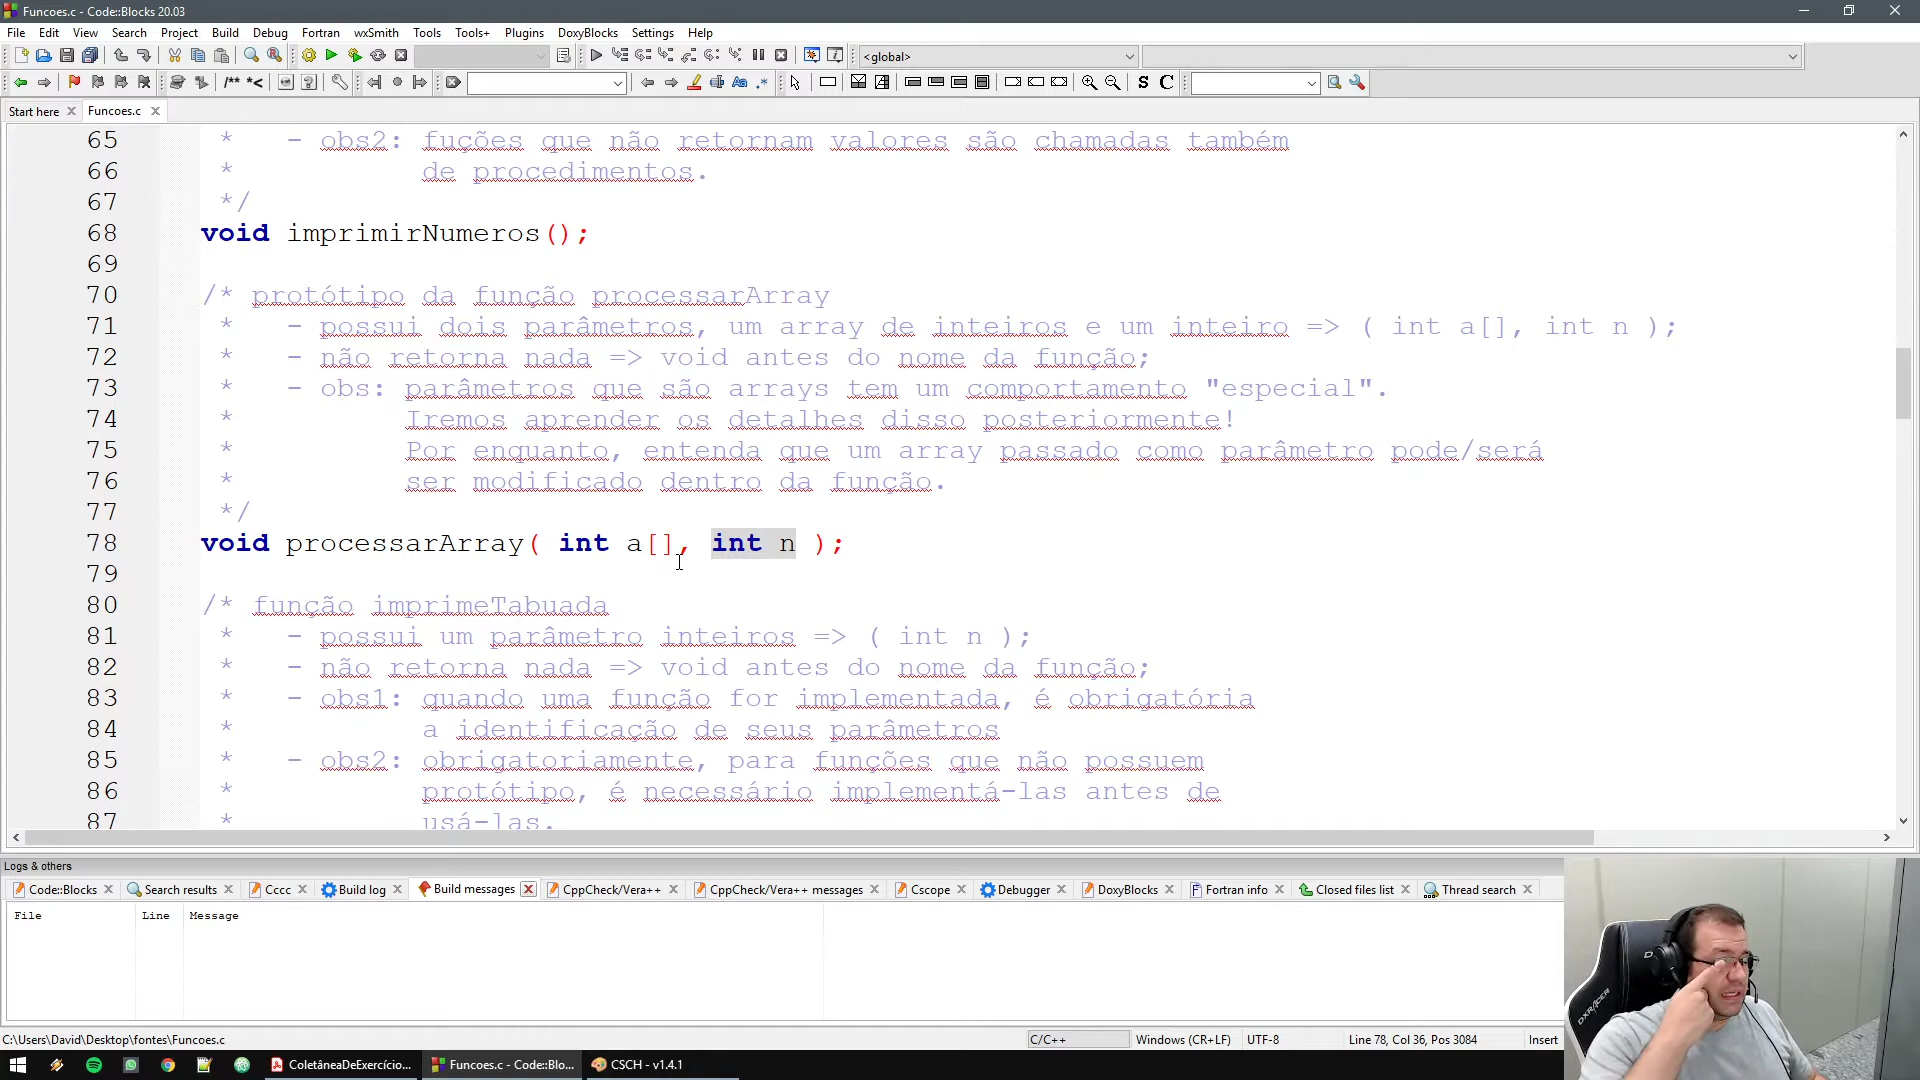 Funcoes.c - Code::Blocks 20.03
File Edit View Search Project Build Debug Fortran wxSmith Tools Tools+ Plugins DoxyBlocks Settings Help
<global>
/** *<
Aa .*
S C
Start here Funcoes.c
65 * - obs2: fuções que não retornam valores são chamadas também
66 * de procedimentos.
67 */
68 void imprimirNumeros();
69
70 /* protótipo da função processarArray
71 * - possui dois parâmetros, um array de inteiros e um inteiro => ( int a[], int n );
72 * - não retorna nada => void antes do nome da função;
73 * - obs: parâmetros que são arrays tem um comportamento "especial".
74 * Iremos aprender os detalhes disso posteriormente!
75 * Por enquanto, entenda que um array passado como parâmetro pode/será
76 * ser modificado dentro da função.
77 */
78 void processarArray( int a[], int n );
79
80 /* função imprimeTabuada
81 * - possui um parâmetro inteiros => ( int n );
82 * - não retorna nada => void antes do nome da função;
83 * - obs1: quando uma função for implementada, é obrigatória
84 * a identificação de seus parâmetros
85 * - obs2: obrigatoriamente, para funções que não possuem
86 * protótipo, é necessário implementá-las antes de
87 * usá-las.
Logs & others
Code::Blocks Search results Cccc Build log Build messages CppCheck/Vera++ CppCheck/Vera++ messages Cscope Debugger DoxyBlocks Fortran info Closed files list Thread search
File Line Message
DXRACER
C:\Users\David\Desktop\fontes\Funcoes.c C/C++ Windows (CR+LF) UTF-8 Line 78, Col 36, Pos 3084 Insert
ColetâneaDeExercício... Funcoes.c - Code::Blo... CSCH - v1.4.1